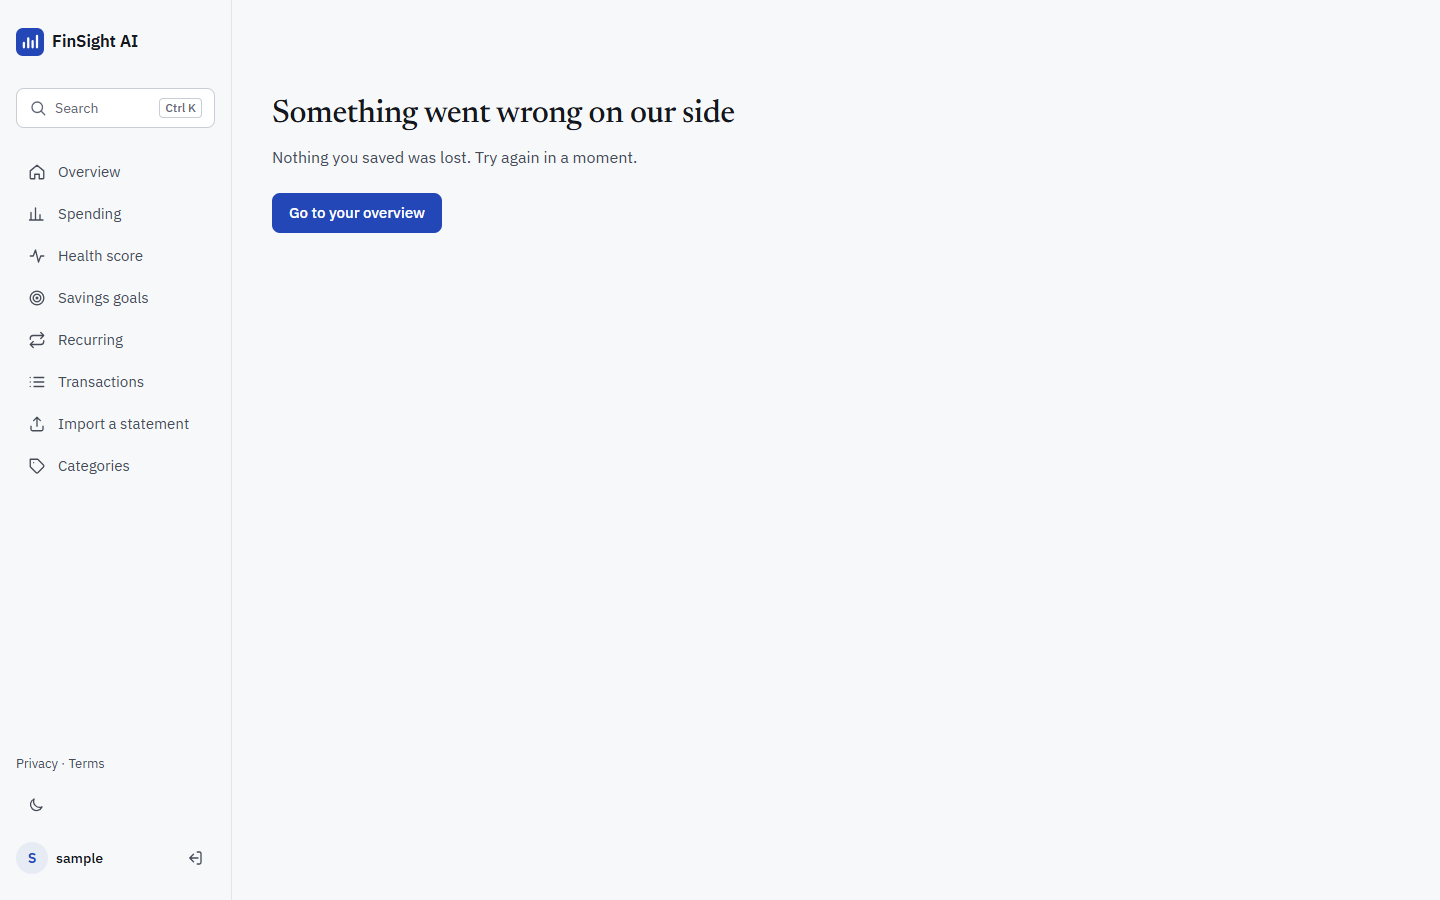 FinSight AI
Search
Ctrl K
Overview
Spending
Health score
Savings goals
Recurring
Transactions
Import a statement
Categories
Privacy · Terms
S
sample
Something went wrong on our side
Nothing you saved was lost. Try again in a moment.
Go to your overview